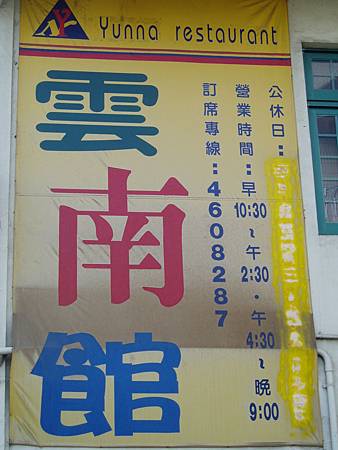 Yunna restaurant
雲南館
公休日：
營業時間：早10:30～午2:30·午4:30～晚9:00
訂席專線：4608287